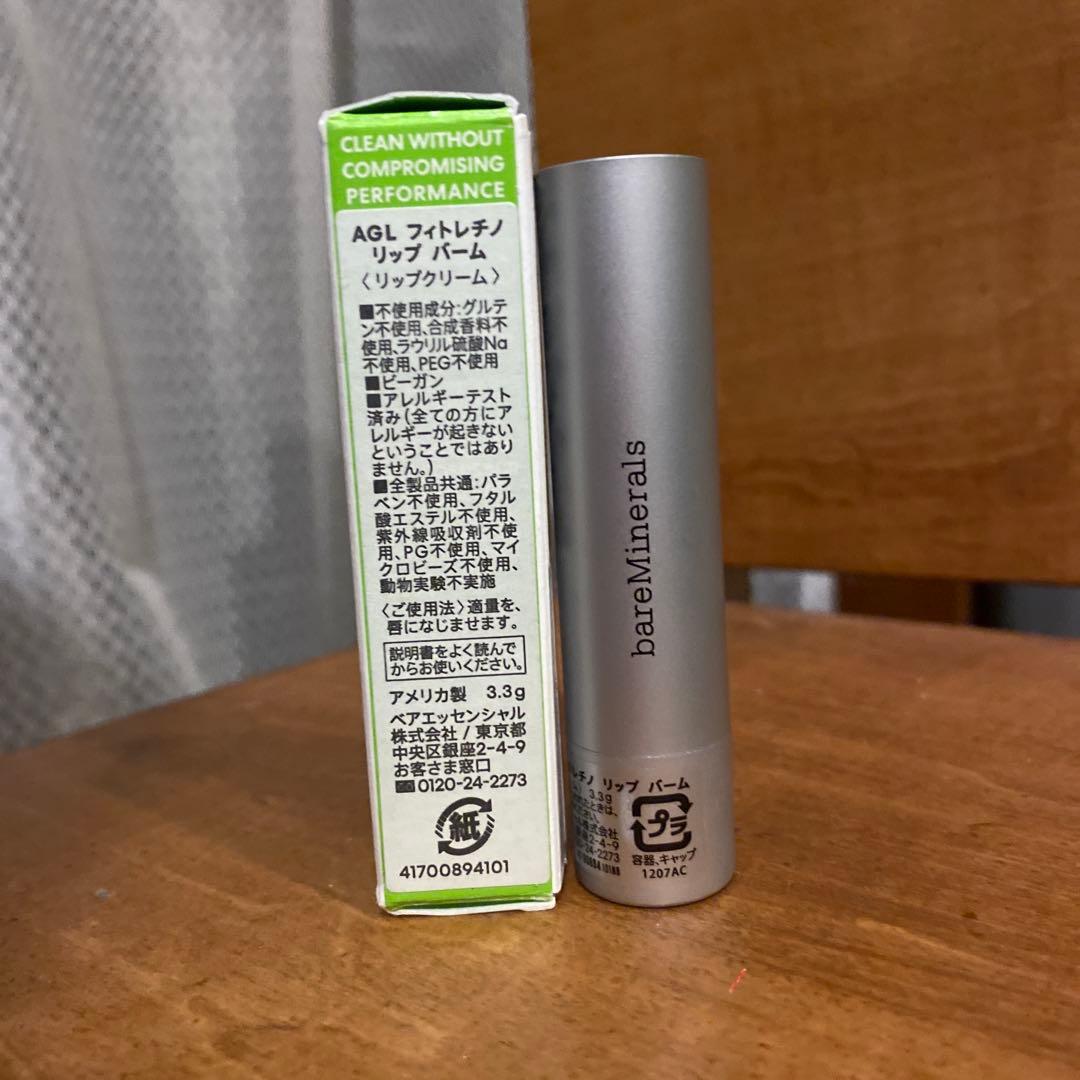 CLEAN WITHOUT
COMPROMISING
PERFORMANCE
AGL フィトレチノ
リップ バーム
〈リップクリーム〉
■不使用成分:グルテ
ン不使用、合成香料不
使用、ラウリル硫酸Na
不使用、PEG不使用
■ビーガン
■アレルギーテスト
済み(全ての方にア
レルギーが起きない
ということではあり
ません。)
■全製品共通:パラ
ベン不使用、フタル
酸エステル不使用、
紫外線吸収剤不使
用、PG不使用、マイ
クロビーズ不使用、
動物実験不実施
〈ご使用法〉適量を、
唇になじませます。
説明書をよく読んで
からお使いください。
アメリカ製 3.3g
ベアエッセンシャル
株式会社/東京都
中央区銀座2-4-9
お客さま窓口
0120-24-2273
紙
41700894101
bareMinerals
レチノ リップ バーム
3.3g
ときは、
株式会社
2-4-9
24-2273
プラ
容器、キャップ
1207AC